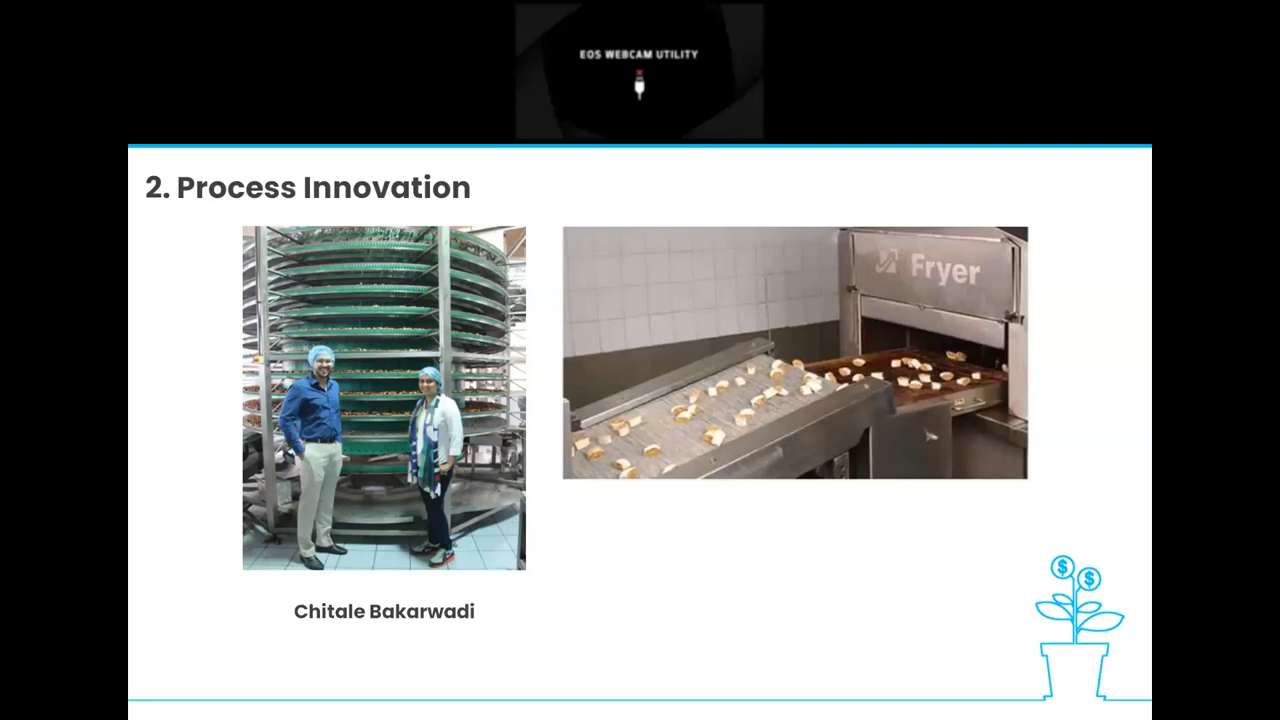 EOS WEBCAM UTILITY
2. Process Innovation
Fryer
Chitale Bakarwadi
$
$